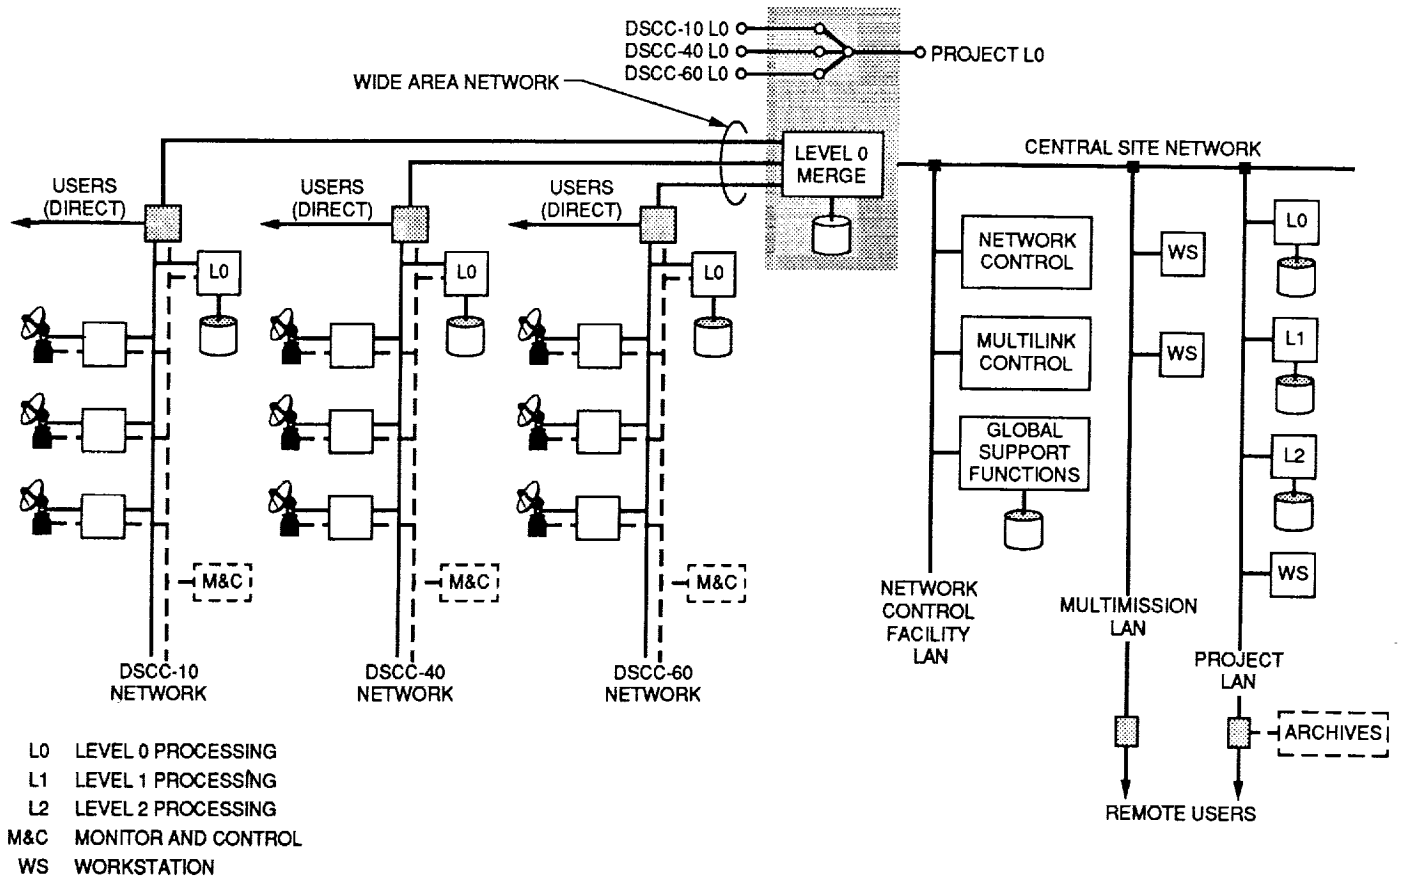 DSCC-10 L0
DSCC-40 L0
DSCC-60 L0
PROJECT L0
WIDE AREA NETWORK
LEVEL 0
MERGE
CENTRAL SITE NETWORK
USERS
(DIRECT)
USERS
(DIRECT)
USERS
(DIRECT)
L0
L0
L0
NETWORK
CONTROL
MULTILINK
CONTROL
GLOBAL
SUPPORT
FUNCTIONS
WS
WS
L0
L1
L2
WS
M&C
M&C
M&C
NETWORK
CONTROL
FACILITY
LAN
MULTIMISSION
LAN
PROJECT
LAN
DSCC-10
NETWORK
DSCC-40
NETWORK
DSCC-60
NETWORK
ARCHIVES
REMOTE USERS
L0 LEVEL 0 PROCESSING
L1 LEVEL 1 PROCESSING
L2 LEVEL 2 PROCESSING
M&C MONITOR AND CONTROL
WS WORKSTATION